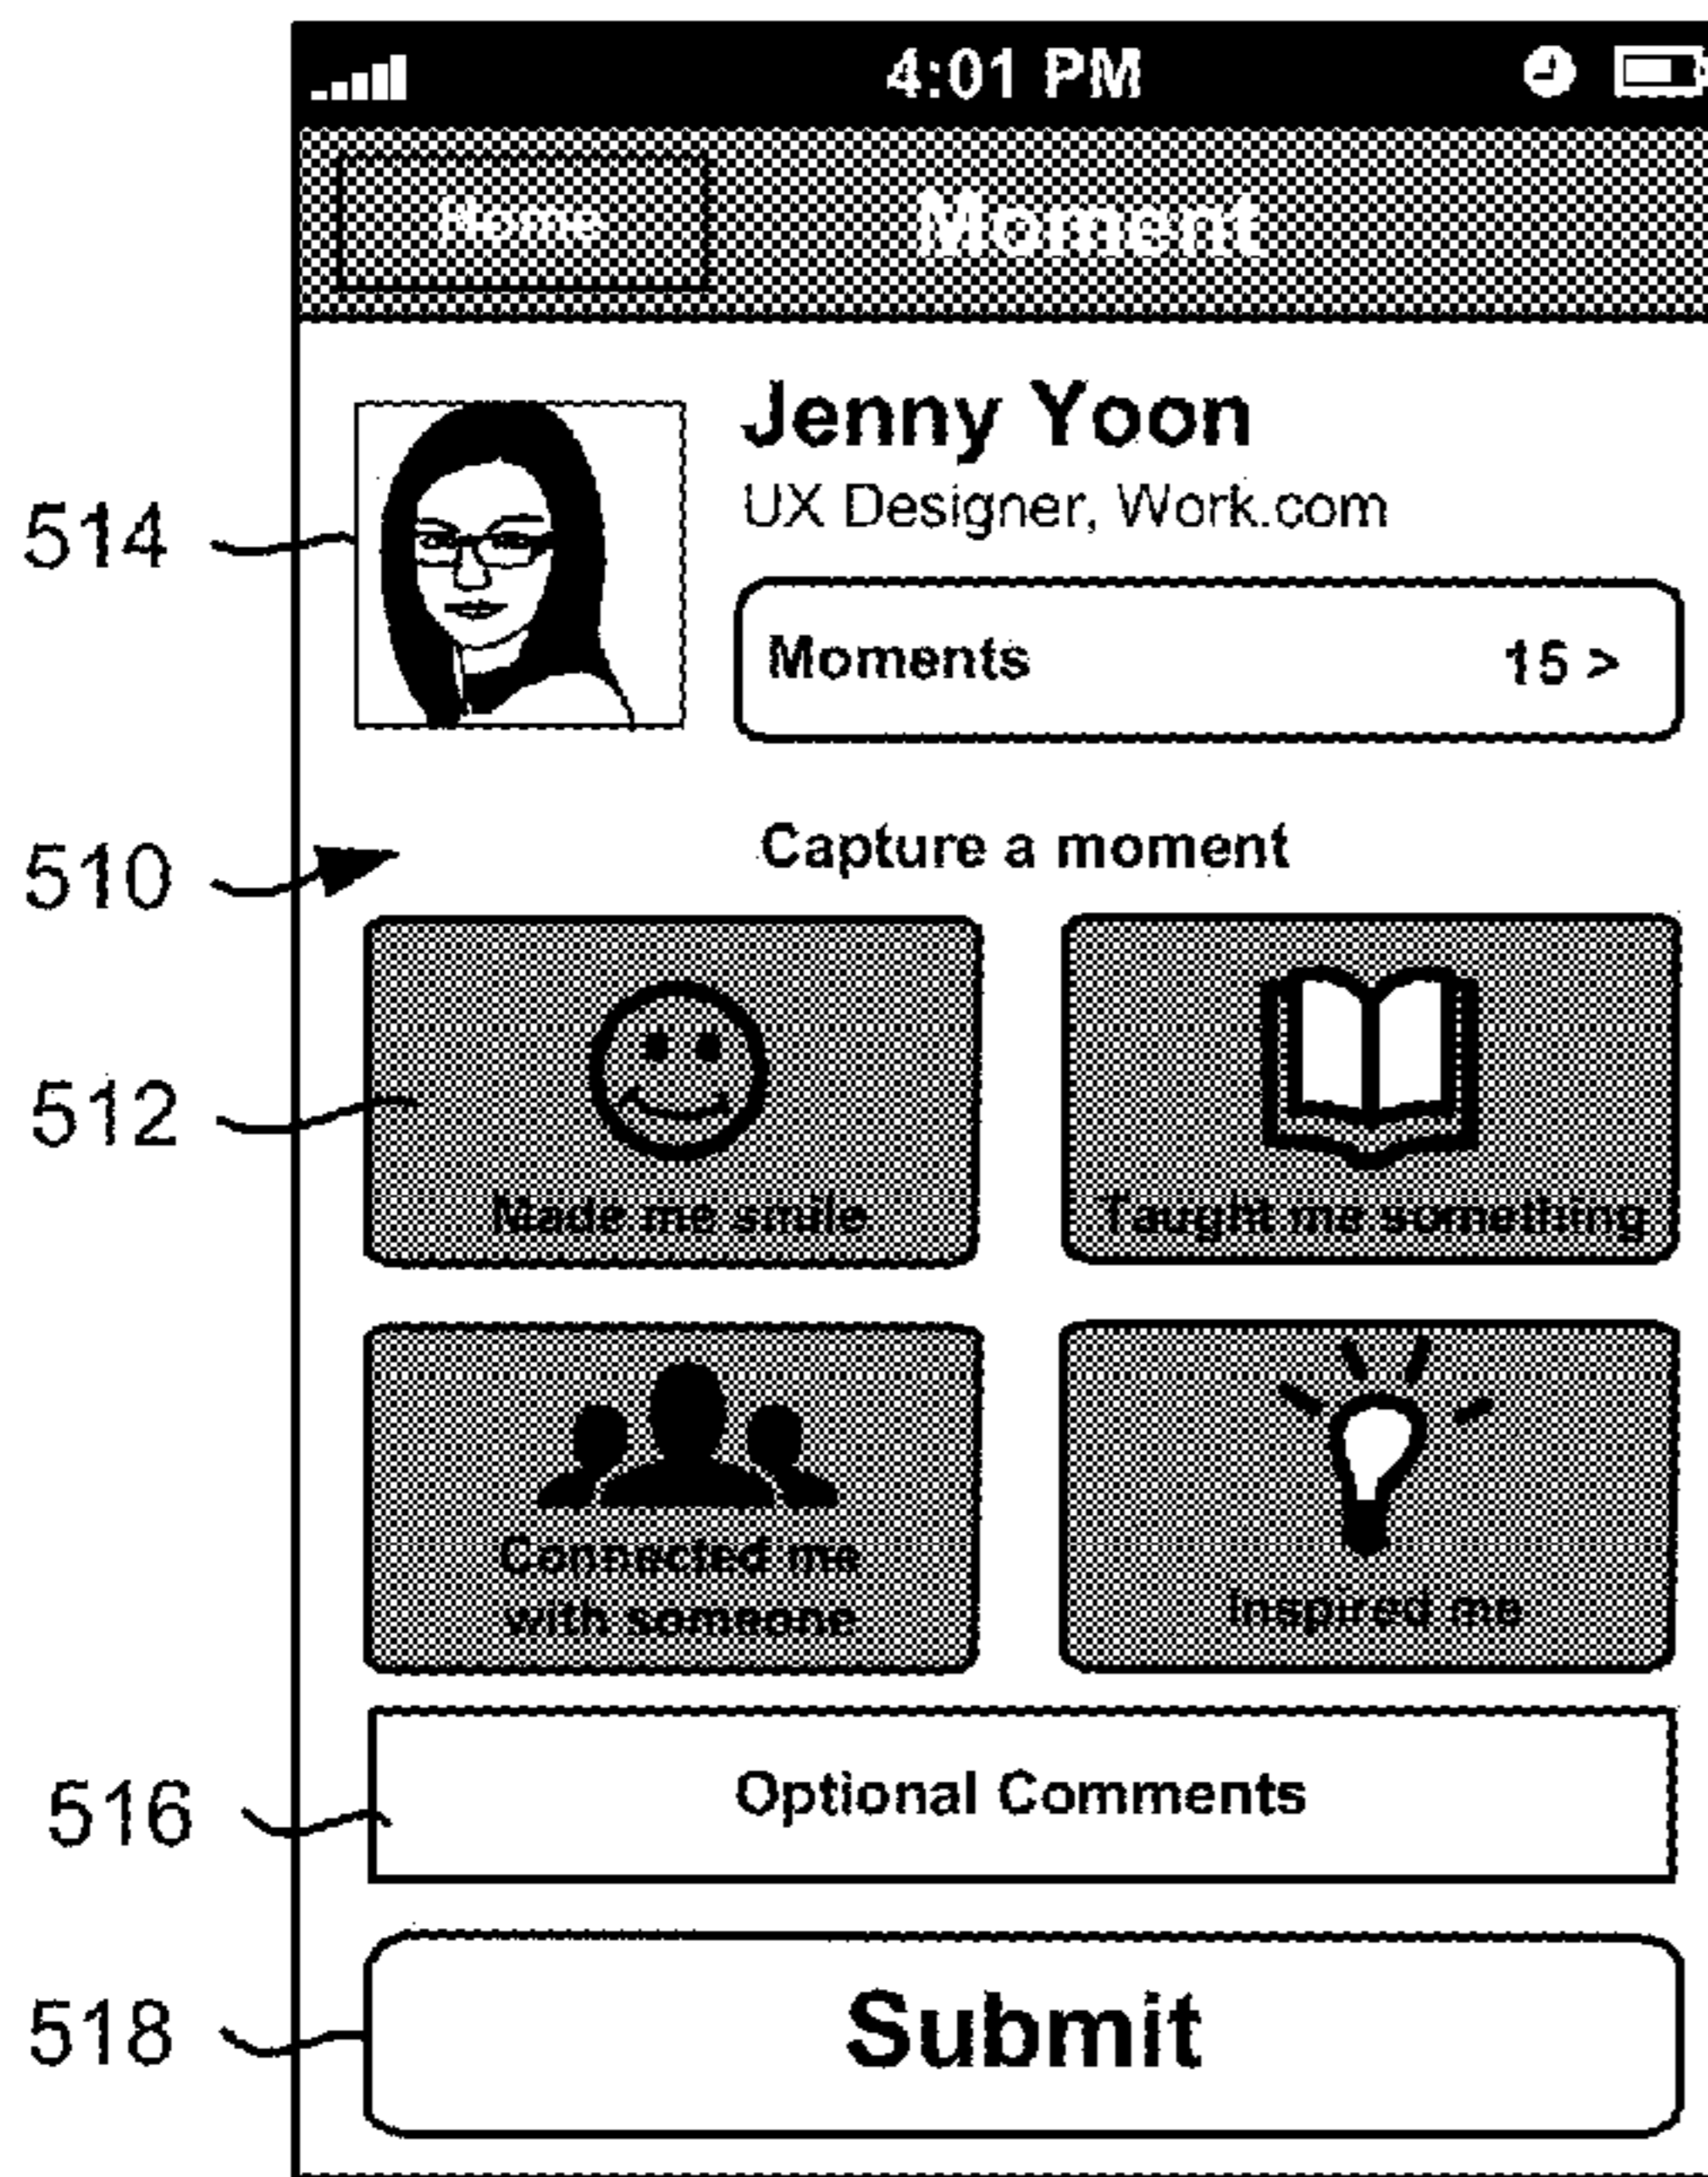 4:01 PM
Home
Moment
Jenny Yoon
UX Designer, Work.com
514
Moments
15 >
Capture a moment
510
512
Made me smile
Taught me something
Connected me
with someone
Inspired me
516
Optional Comments
518
Submit